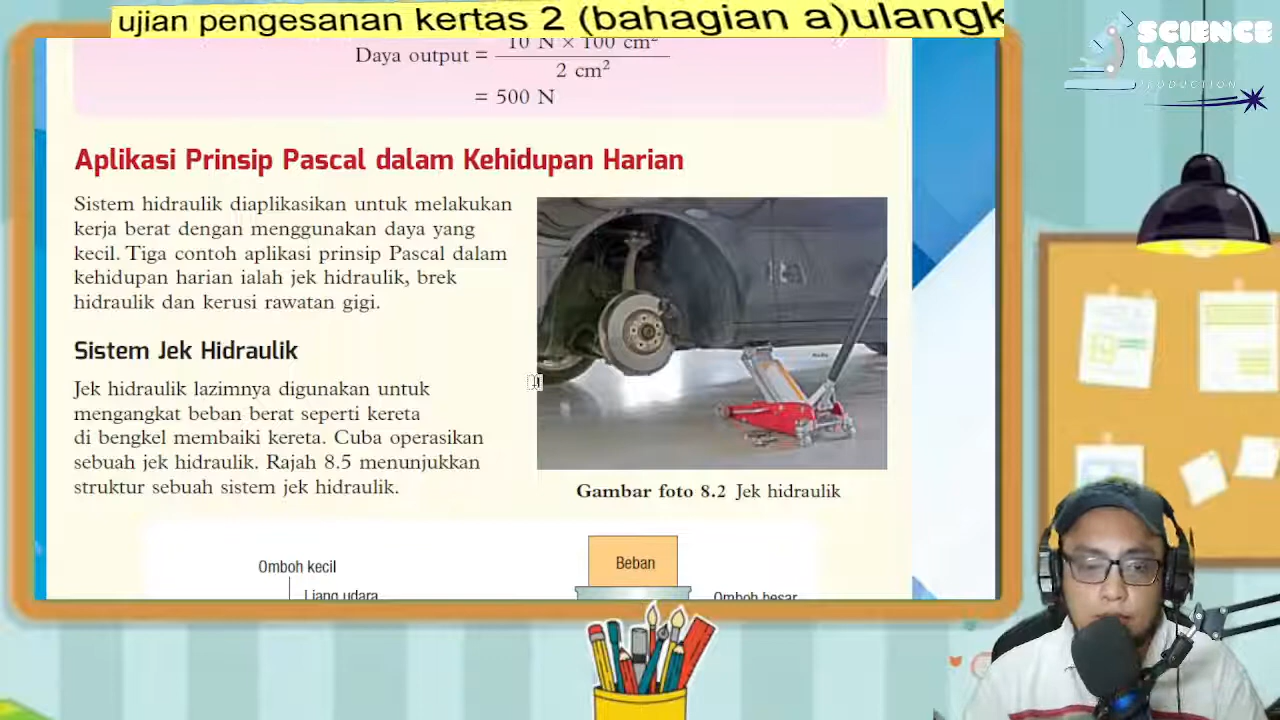 ujian pengesanan kertas 2 (bahagian a)ulangk
SCIENCE
LAB
PRODUCTION
10 N × 100 cm²
Daya output =
2 cm²
= 500 N
Aplikasi Prinsip Pascal dalam Kehidupan Harian
Sistem hidraulik diaplikasikan untuk melakukan
kerja berat dengan menggunakan daya yang
kecil. Tiga contoh aplikasi prinsip Pascal dalam
kehidupan harian ialah jek hidraulik, brek
hidraulik dan kerusi rawatan gigi.
Sistem Jek Hidraulik
Jek hidraulik lazimnya digunakan untuk
mengangkat beban berat seperti kereta
di bengkel membaiki kereta. Cuba operasikan
sebuah jek hidraulik. Rajah 8.5 menunjukkan
struktur sebuah sistem jek hidraulik.
Gambar foto 8.2 Jek hidraulik
Omboh kecil
Liang udara
Beban
Omboh besar